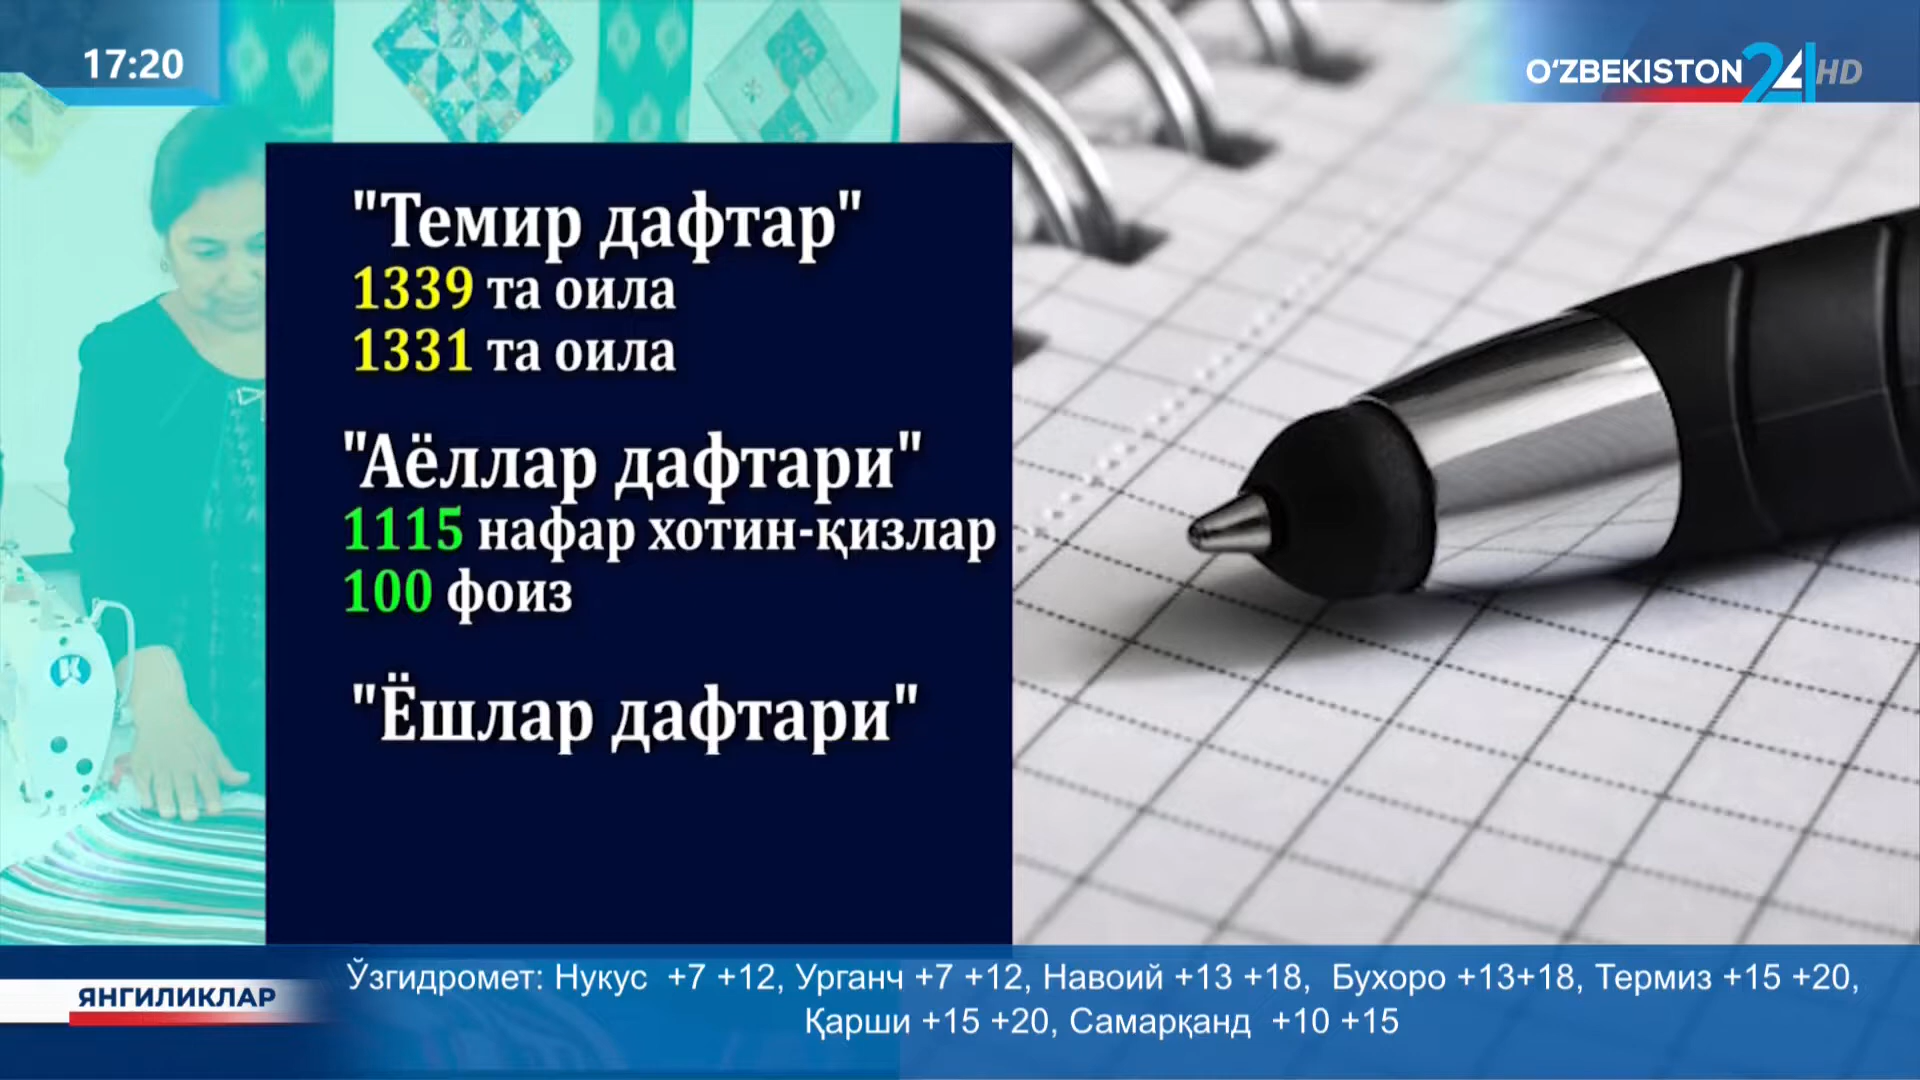 17:20
O‘ZBEKISTON 24 HD
"Темир дафтар"
1339 та оила
1331 та оила
"Аёллар дафтари"
1115 нафар хотин-қизлар
100 фоиз
"Ёшлар дафтари"
K
ЯНГИЛИКЛАР
Ўзгидромет: Нукус +7 +12, Урганч +7 +12, Навоий +13 +18, Бухоро +13+18, Термиз +15 +20,
Қарши +15 +20, Самарқанд +10 +15